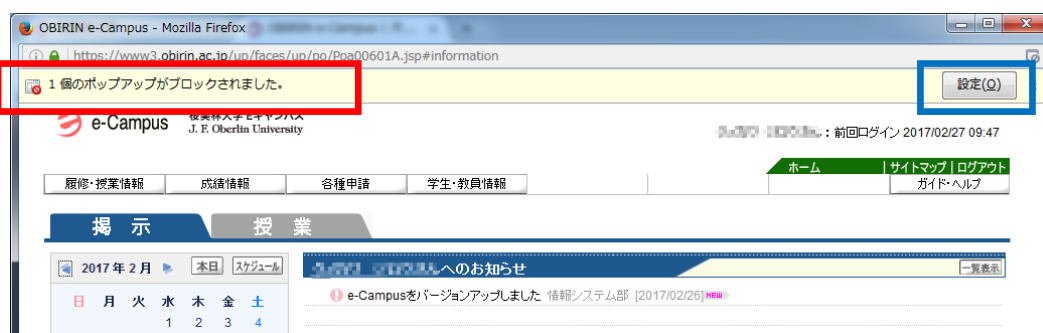 OBIRIN e-Campus - Mozilla Firefox
https://www3.obirin.ac.jp/up/faces/up/po/Poa00601A.jsp#information
1 個のポップアップがブロックされました。
設定(O)
e-Campus
桜美林大学 E キャンパス
J. F. Oberlin University
：前回ログイン 2017/02/27 09:47
ホーム | サイトマップ | ログアウト
履修・授業情報 成績情報 各種申請 学生・教員情報 ガイド・ヘルプ
掲 示 授 業
2017 年 2 月 本日 スケジュール
へのお知らせ 一覧表示
日 月 火 水 木 金 土
e-Campusをバージョンアップしました 情報システム部 [2017/02/26] NEW
1 2 3 4